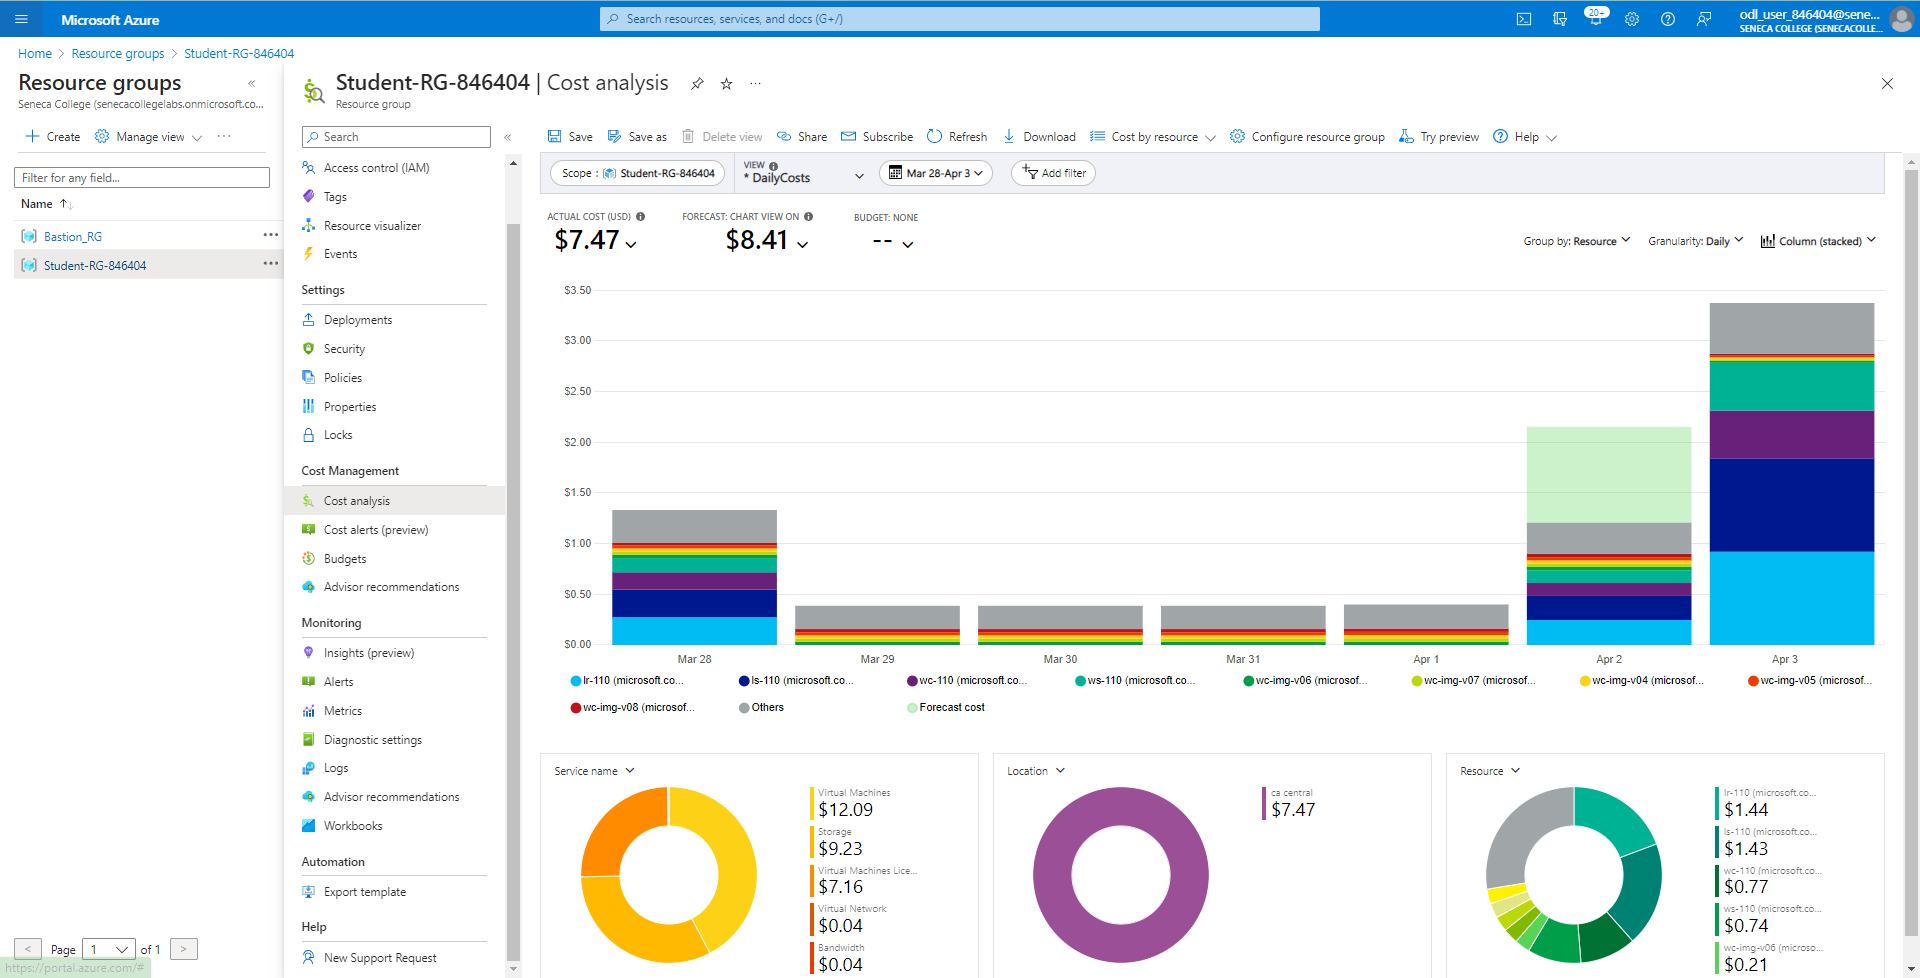 Microsoft Azure
Search resources, services, and docs (G+/)
20+
odl_user_846404@sene...
SENECA COLLEGE (SENECACOLLE...
Home > Resource groups > Student-RG-846404
Resource groups
Seneca College (senecacollegelabs.onmicrosoft.co...
Create
Manage view
Filter for any field...
Name
Bastion_RG
Student-RG-846404
< Page 1 of 1 >
https://portal.azure.com/#
Student-RG-846404 | Cost analysis
Resource group
Search
Access control (IAM)
Tags
Resource visualizer
Events
Settings
Deployments
Security
Policies
Properties
Locks
Cost Management
Cost analysis
Cost alerts (preview)
Budgets
Advisor recommendations
Monitoring
Insights (preview)
Alerts
Metrics
Diagnostic settings
Logs
Advisor recommendations
Workbooks
Automation
Export template
Help
New Support Request
Save
Save as
Delete view
Share
Subscribe
Refresh
Download
Cost by resource
Configure resource group
Try preview
Help
Scope : Student-RG-846404
VIEW
* DailyCosts
Mar 28-Apr 3
Add filter
ACTUAL COST (USD)
$7.47
FORECAST: CHART VIEW ON
$8.41
BUDGET: NONE
--
Group by: Resource
Granularity: Daily
Column (stacked)
$3.50
$3.00
$2.50
$2.00
$1.50
$1.00
$0.50
$0.00
Mar 28
Mar 29
Mar 30
Mar 31
Apr 1
Apr 2
Apr 3
lr-110 (microsoft.co...
ls-110 (microsoft.co...
wc-110 (microsoft.co...
ws-110 (microsoft.co...
wc-img-v06 (microsof...
wc-img-v07 (microsof...
wc-img-v04 (microsof...
wc-img-v05 (microsof...
wc-img-v08 (microsof...
Others
Forecast cost
Service name
Virtual Machines
$12.09
Storage
$9.23
Virtual Machines Lice...
$7.16
Virtual Network
$0.04
Bandwidth
$0.04
Location
ca central
$7.47
Resource
lr-110 (microsoft.co...
$1.44
ls-110 (microsoft.co...
$1.43
wc-110 (microsoft.co...
$0.77
ws-110 (microsoft.co...
$0.74
wc-img-v06 (microso...
$0.21